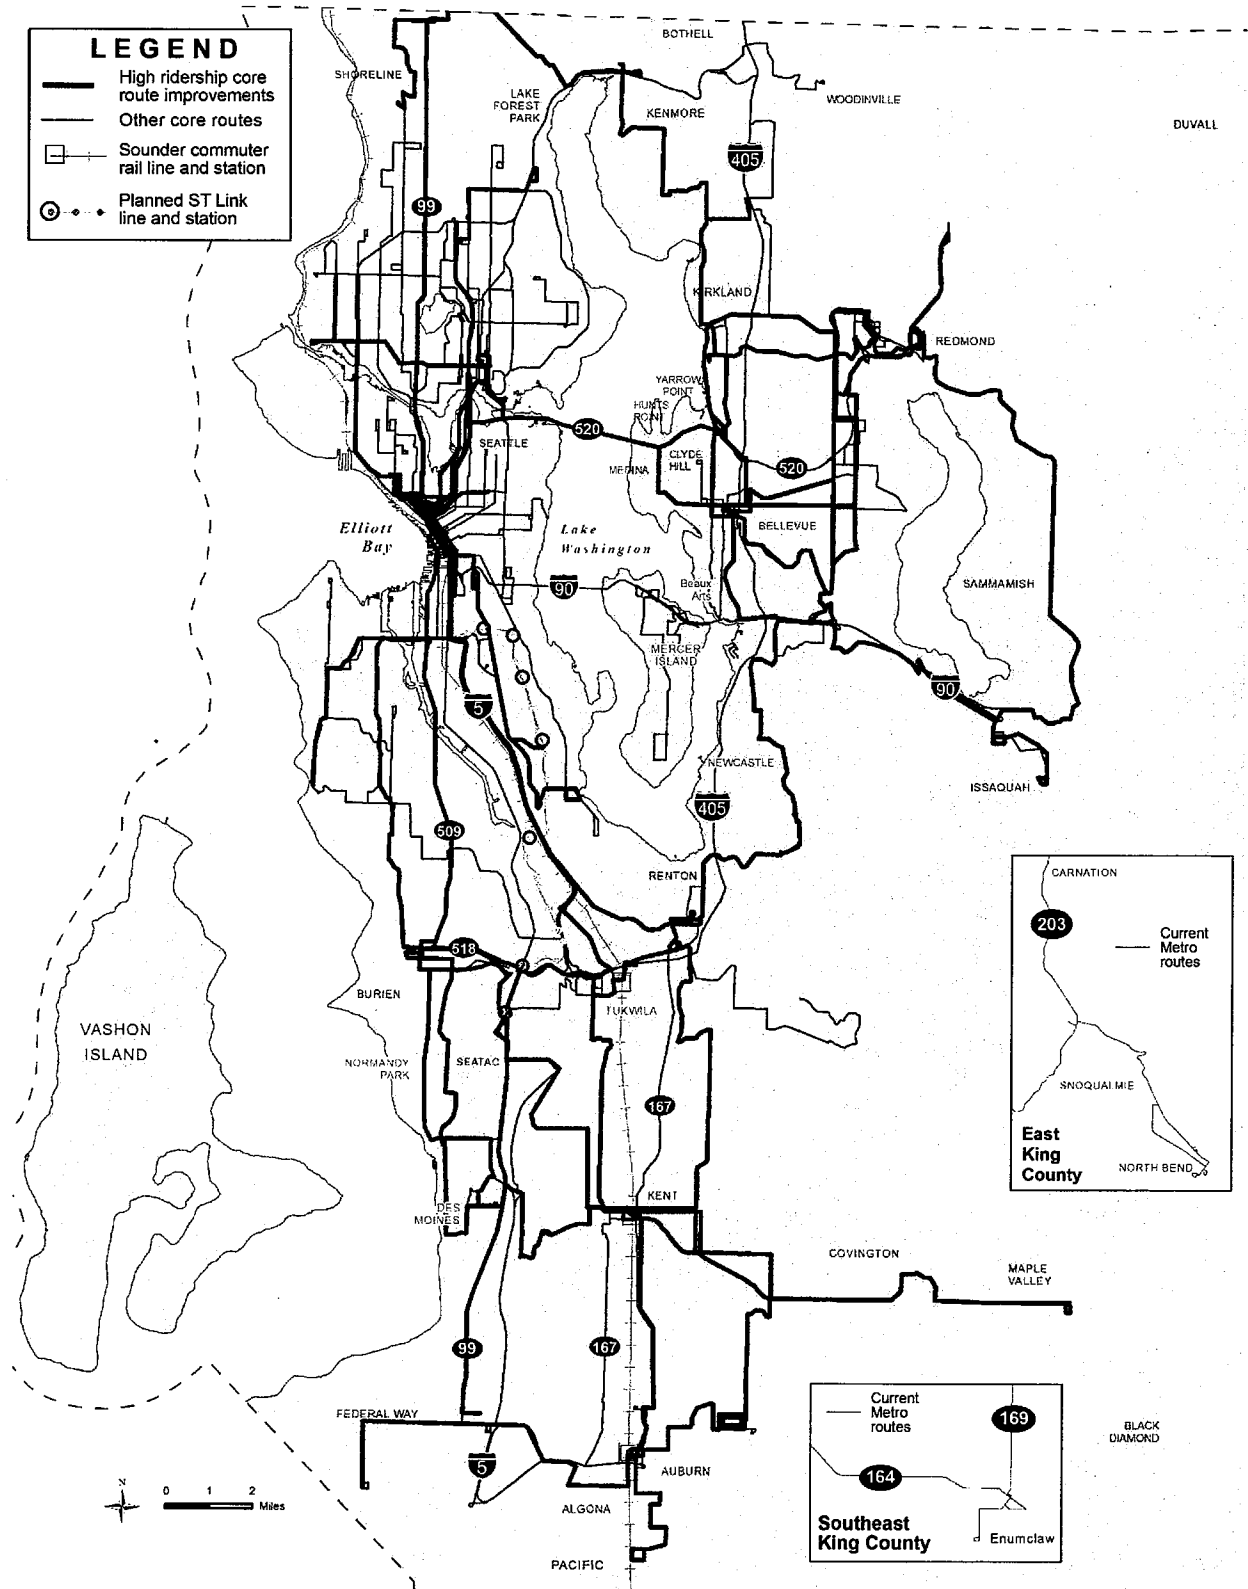 LEGEND
High ridership core
route improvements
Other core routes
Sounder commuter
rail line and station
Planned ST Link
line and station
BOTHELL
SHORELINE
LAKE
FOREST
PARK
KENMORE
WOODINVILLE
DUVALL
405
99
KIRKLAND
REDMOND
YARROW
POINT
HUNTS
POINT
520
SEATTLE
CLYDE
HILL
MEDINA
520
Elliott
Bay
Lake
Washington
BELLEVUE
90
Beaux
Arts
SAMMAMISH
MERCER
ISLAND
5
90
NEWCASTLE
ISSAQUAH
405
509
RENTON
CARNATION
203
Current
Metro
routes
518
BURIEN
TUKWILA
VASHON
ISLAND
NORMANDY
PARK
SEATAC
SNOQUALMIE
167
East
King
County
NORTH BEND
KENT
DES
MOINES
COVINGTON
MAPLE
VALLEY
99
167
FEDERAL WAY
Current
Metro
routes
169
BLACK
DIAMOND
5
AUBURN
164
N
0 1 2
Miles
ALGONA
Southeast
King County
Enumclaw
PACIFIC